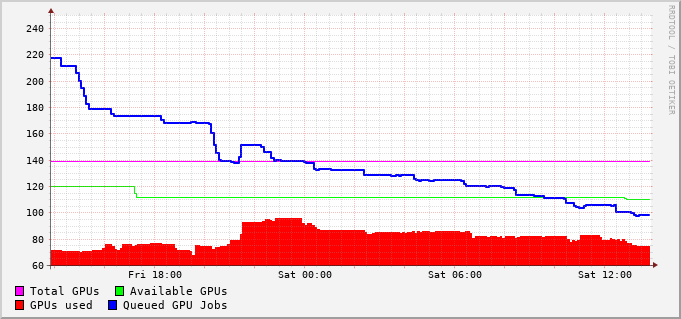 RRDTOOL / TOBI OETIKER
240
220
200
180
160
140
120
100
80
60
Fri 18:00 Sat 00:00 Sat 06:00 Sat 12:00
Total GPUs Available GPUs
GPUs used Queued GPU Jobs